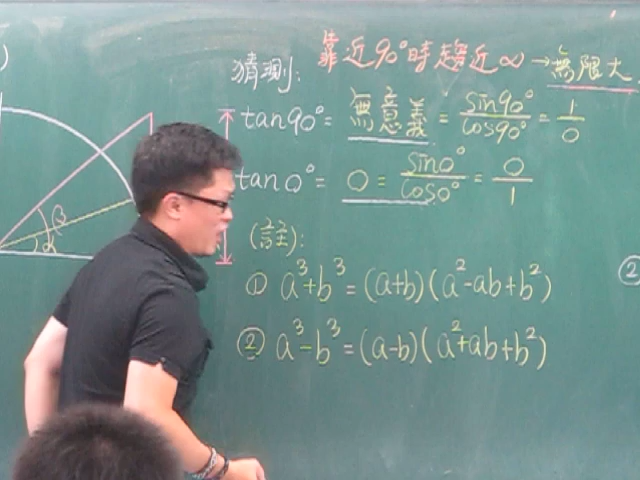 靠近90°時趨近∞→無限大
猜測:
tan90°= 無意義 = sin90°/cos90° = 1/0
tan0°= 0 = sin0°/cos0° = 0/1
(註):
① a³+b³=(a+b)(a²-ab+b²)
② a³-b³=(a-b)(a²+ab+b²)
②
β
α